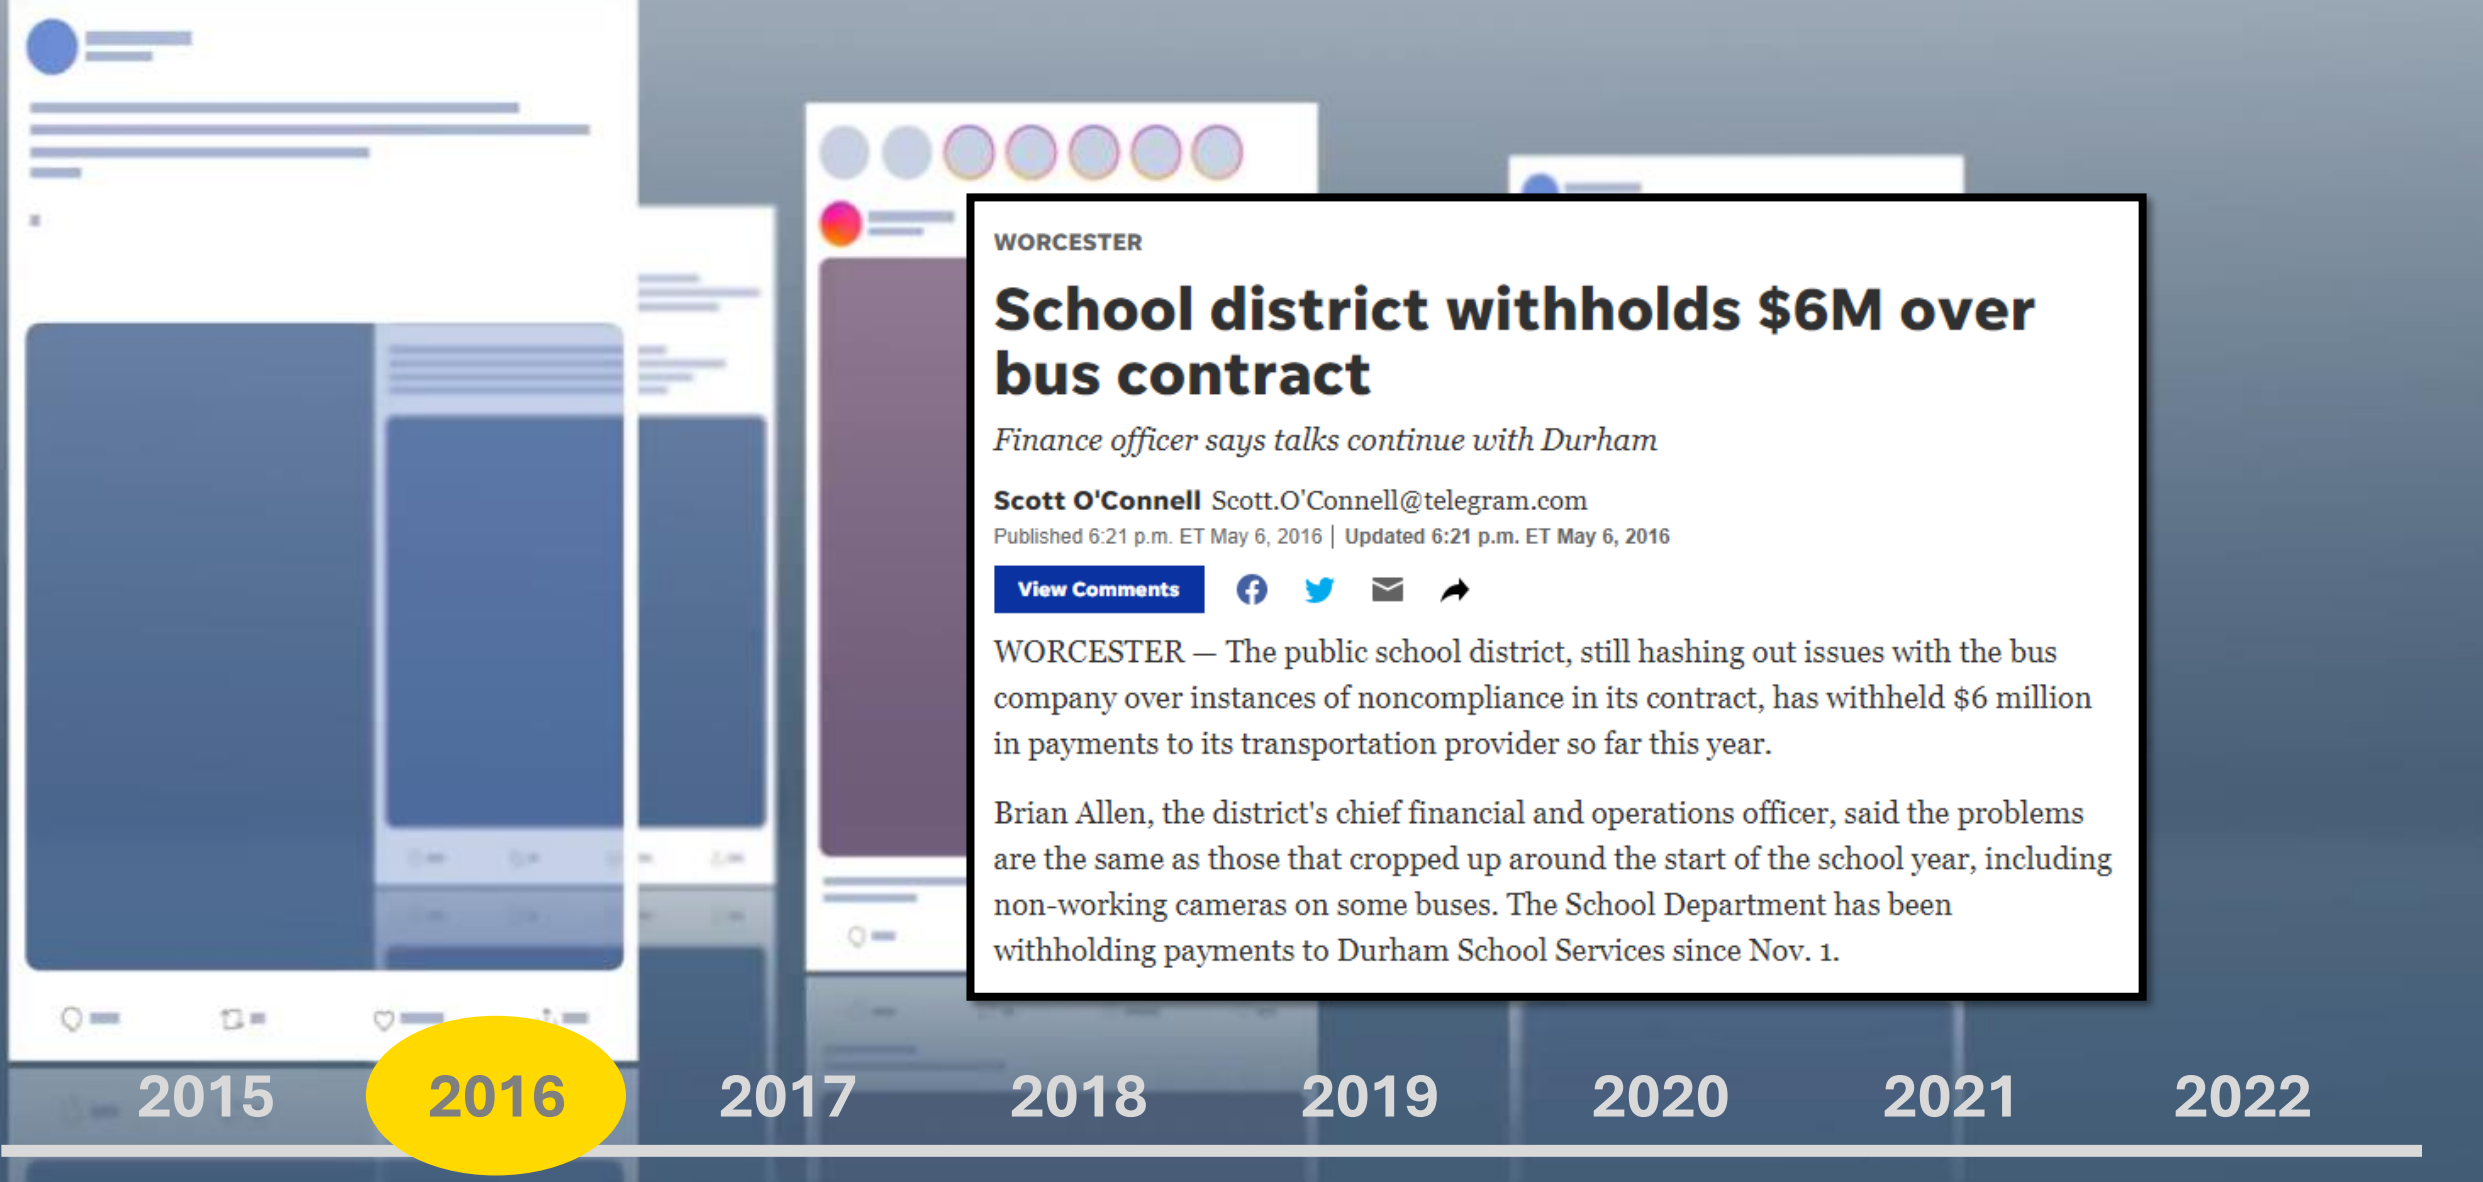 WORCESTER
School district withholds $6M over
bus contract
Finance officer says talks continue with Durham
Scott O'Connell Scott.O'Connell@telegram.com
Published 6:21 p.m. ET May 6, 2016 | Updated 6:21 p.m. ET May 6, 2016
View Comments
WORCESTER — The public school district, still hashing out issues with the bus
company over instances of noncompliance in its contract, has withheld $6 million
in payments to its transportation provider so far this year.
Brian Allen, the district's chief financial and operations officer, said the problems
are the same as those that cropped up around the start of the school year, including
non-working cameras on some buses. The School Department has been
withholding payments to Durham School Services since Nov. 1.
2015 2016 2017 2018 2019 2020 2021 2022